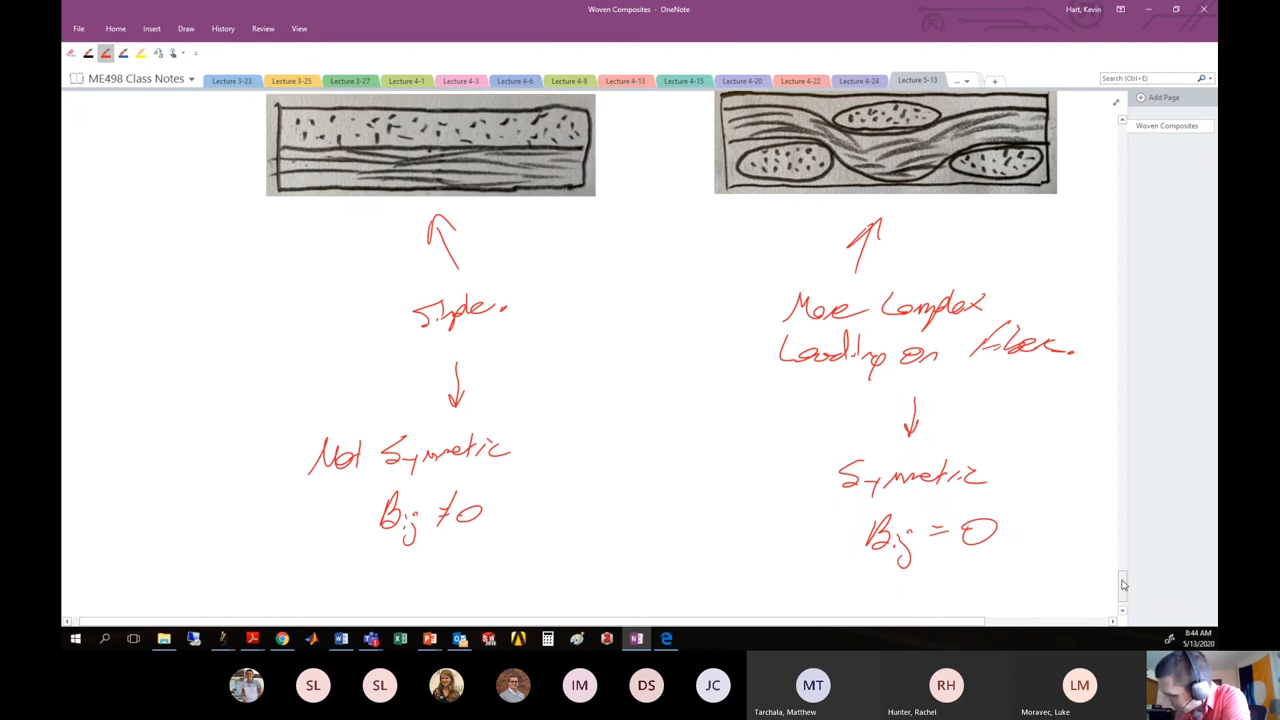 Woven Composites - OneNote
Hart, Kevin
File Home Insert Draw History Review View
ME498 Class Notes
Lecture 3-23
Lecture 3-25
Lecture 3-27
Lecture 4-1
Lecture 4-3
Lecture 4-6
Lecture 4-8
Lecture 4-13
Lecture 4-15
Lecture 4-20
Lecture 4-22
Lecture 4-24
Lecture 5-13
Search (Ctrl+E)
Add Page
Woven Composites
Simple.
Not Symmetric
Bij ≠ 0
More Complex
Loading on Fiber.
Symmetric
Bij = 0
8:44 AM
5/13/2020
SL
SL
IM
DS
JC
MT
Tarchala, Matthew
RH
Hunter, Rachel
LM
Moravec, Luke